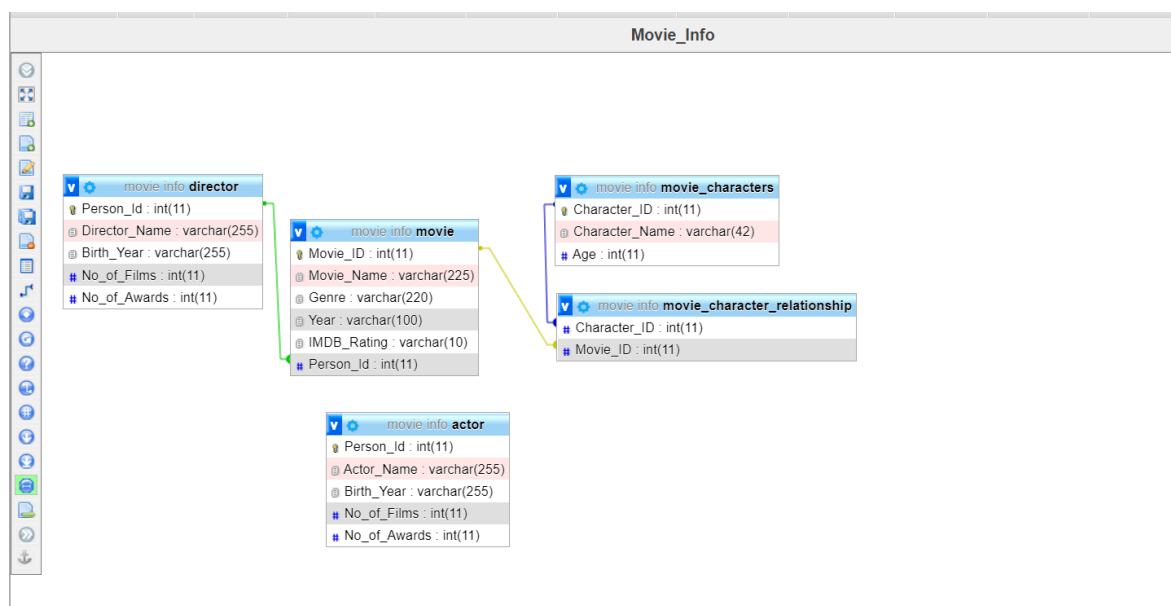 Movie_Info
movie info director
Person_Id : int(11)
Director_Name : varchar(255)
Birth_Year : varchar(255)
# No_of_Films : int(11)
# No_of_Awards : int(11)
movie info movie
Movie_ID : int(11)
Movie_Name : varchar(225)
Genre : varchar(220)
Year : varchar(100)
IMDB_Rating : varchar(10)
# Person_Id : int(11)
movie info movie_characters
Character_ID : int(11)
Character_Name : varchar(42)
# Age : int(11)
movie info movie_character_relationship
# Character_ID : int(11)
# Movie_ID : int(11)
movie info actor
Person_Id : int(11)
Actor_Name : varchar(255)
Birth_Year : varchar(255)
# No_of_Films : int(11)
# No_of_Awards : int(11)